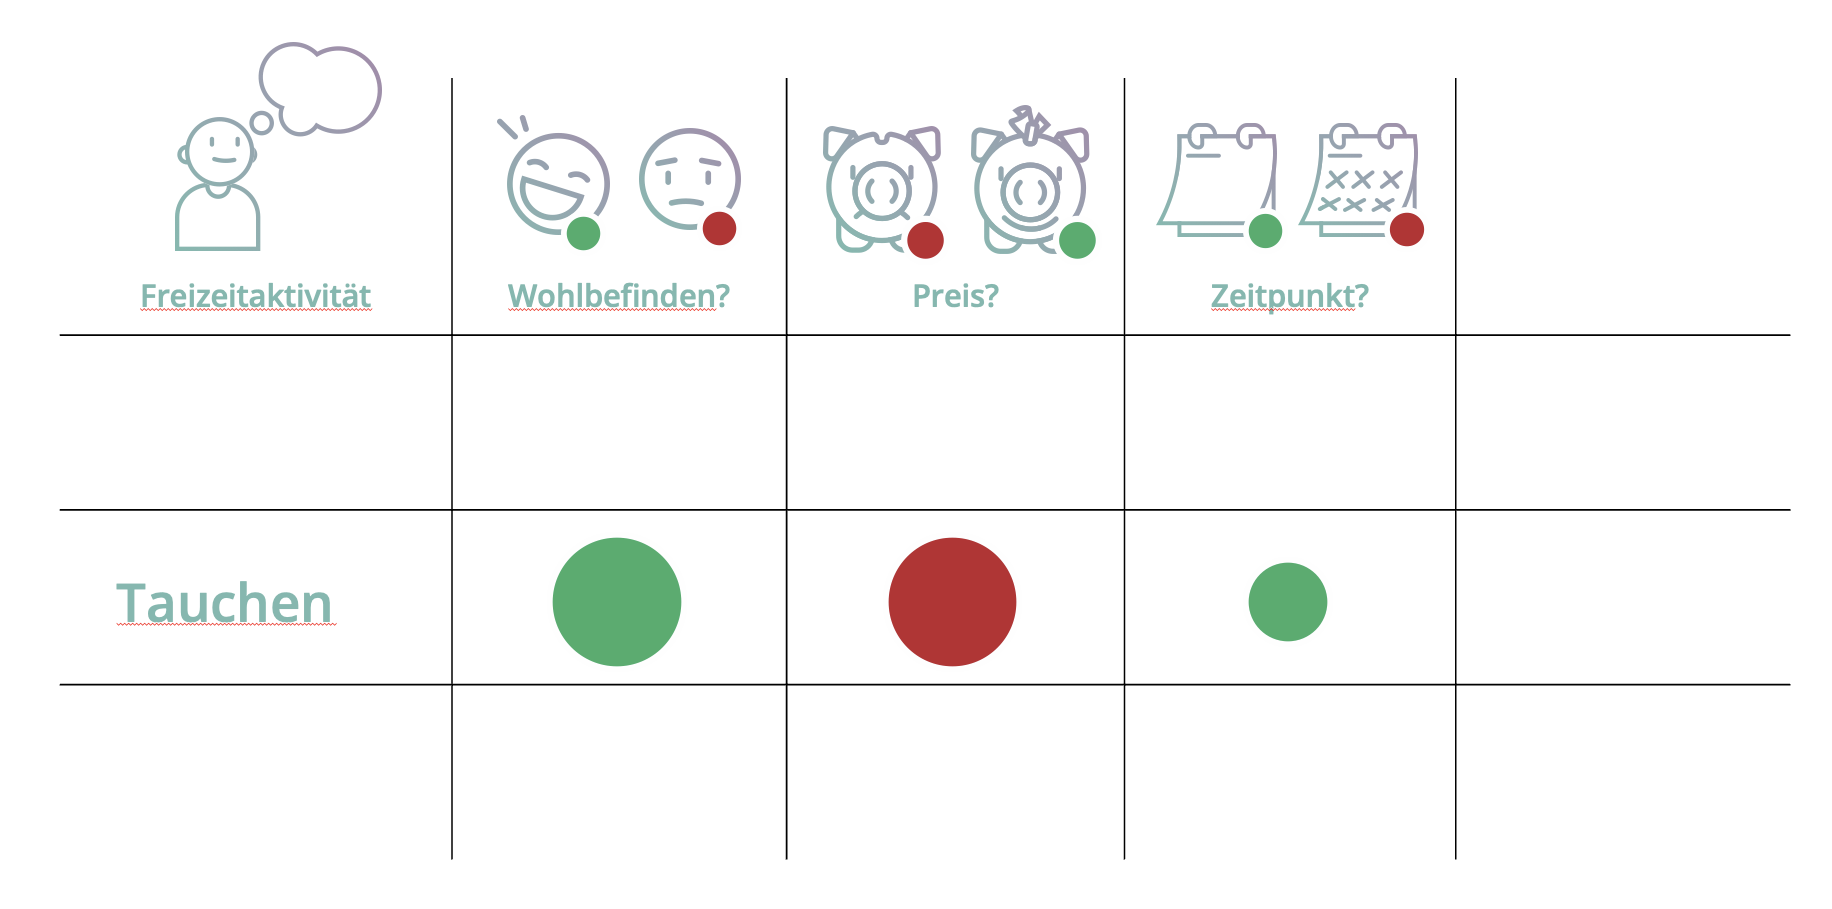 Freizeitaktivität
Wohlbefinden?
Preis?
Zeitpunkt?
Tauchen